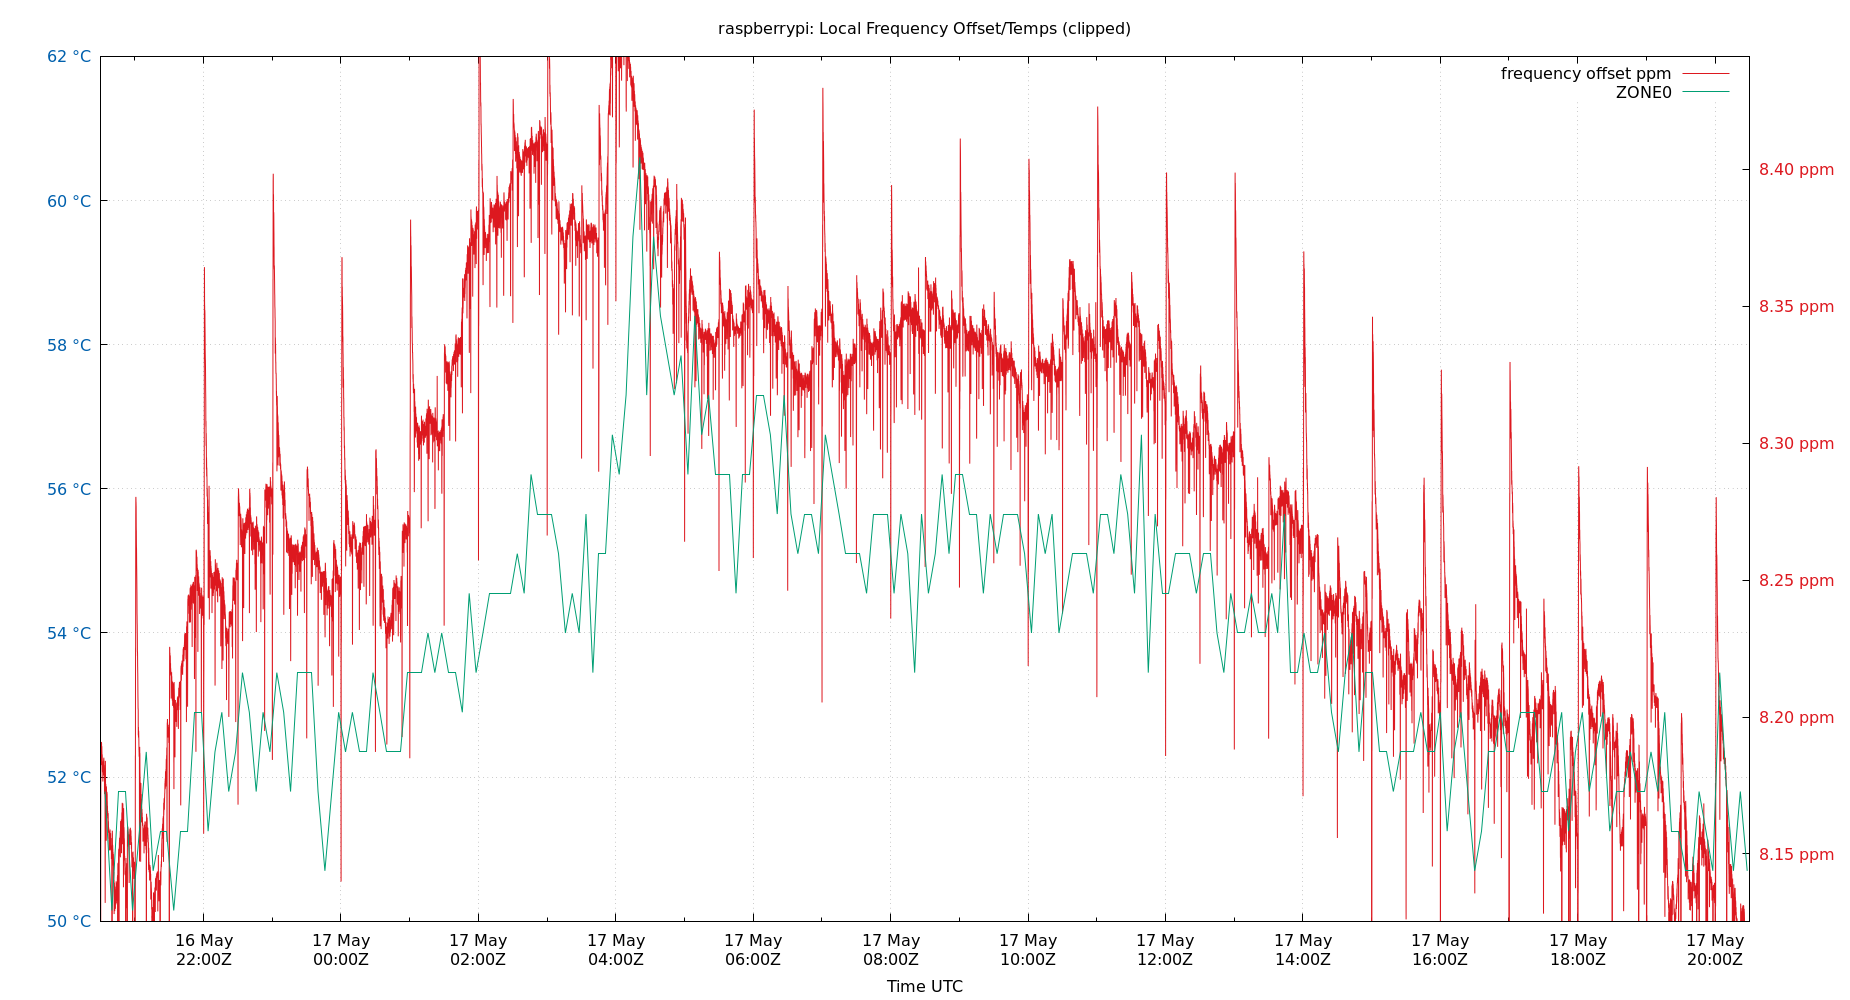 raspberrypi: Local Frequency Offset/Temps (clipped)
62 °C
60 °C
58 °C
56 °C
54 °C
52 °C
50 °C
frequency offset ppm
ZONE0
8.40 ppm
8.35 ppm
8.30 ppm
8.25 ppm
8.20 ppm
8.15 ppm
16 May
22:00Z
17 May
00:00Z
17 May
02:00Z
17 May
04:00Z
17 May
06:00Z
17 May
08:00Z
17 May
10:00Z
17 May
12:00Z
17 May
14:00Z
17 May
16:00Z
17 May
18:00Z
17 May
20:00Z
Time UTC